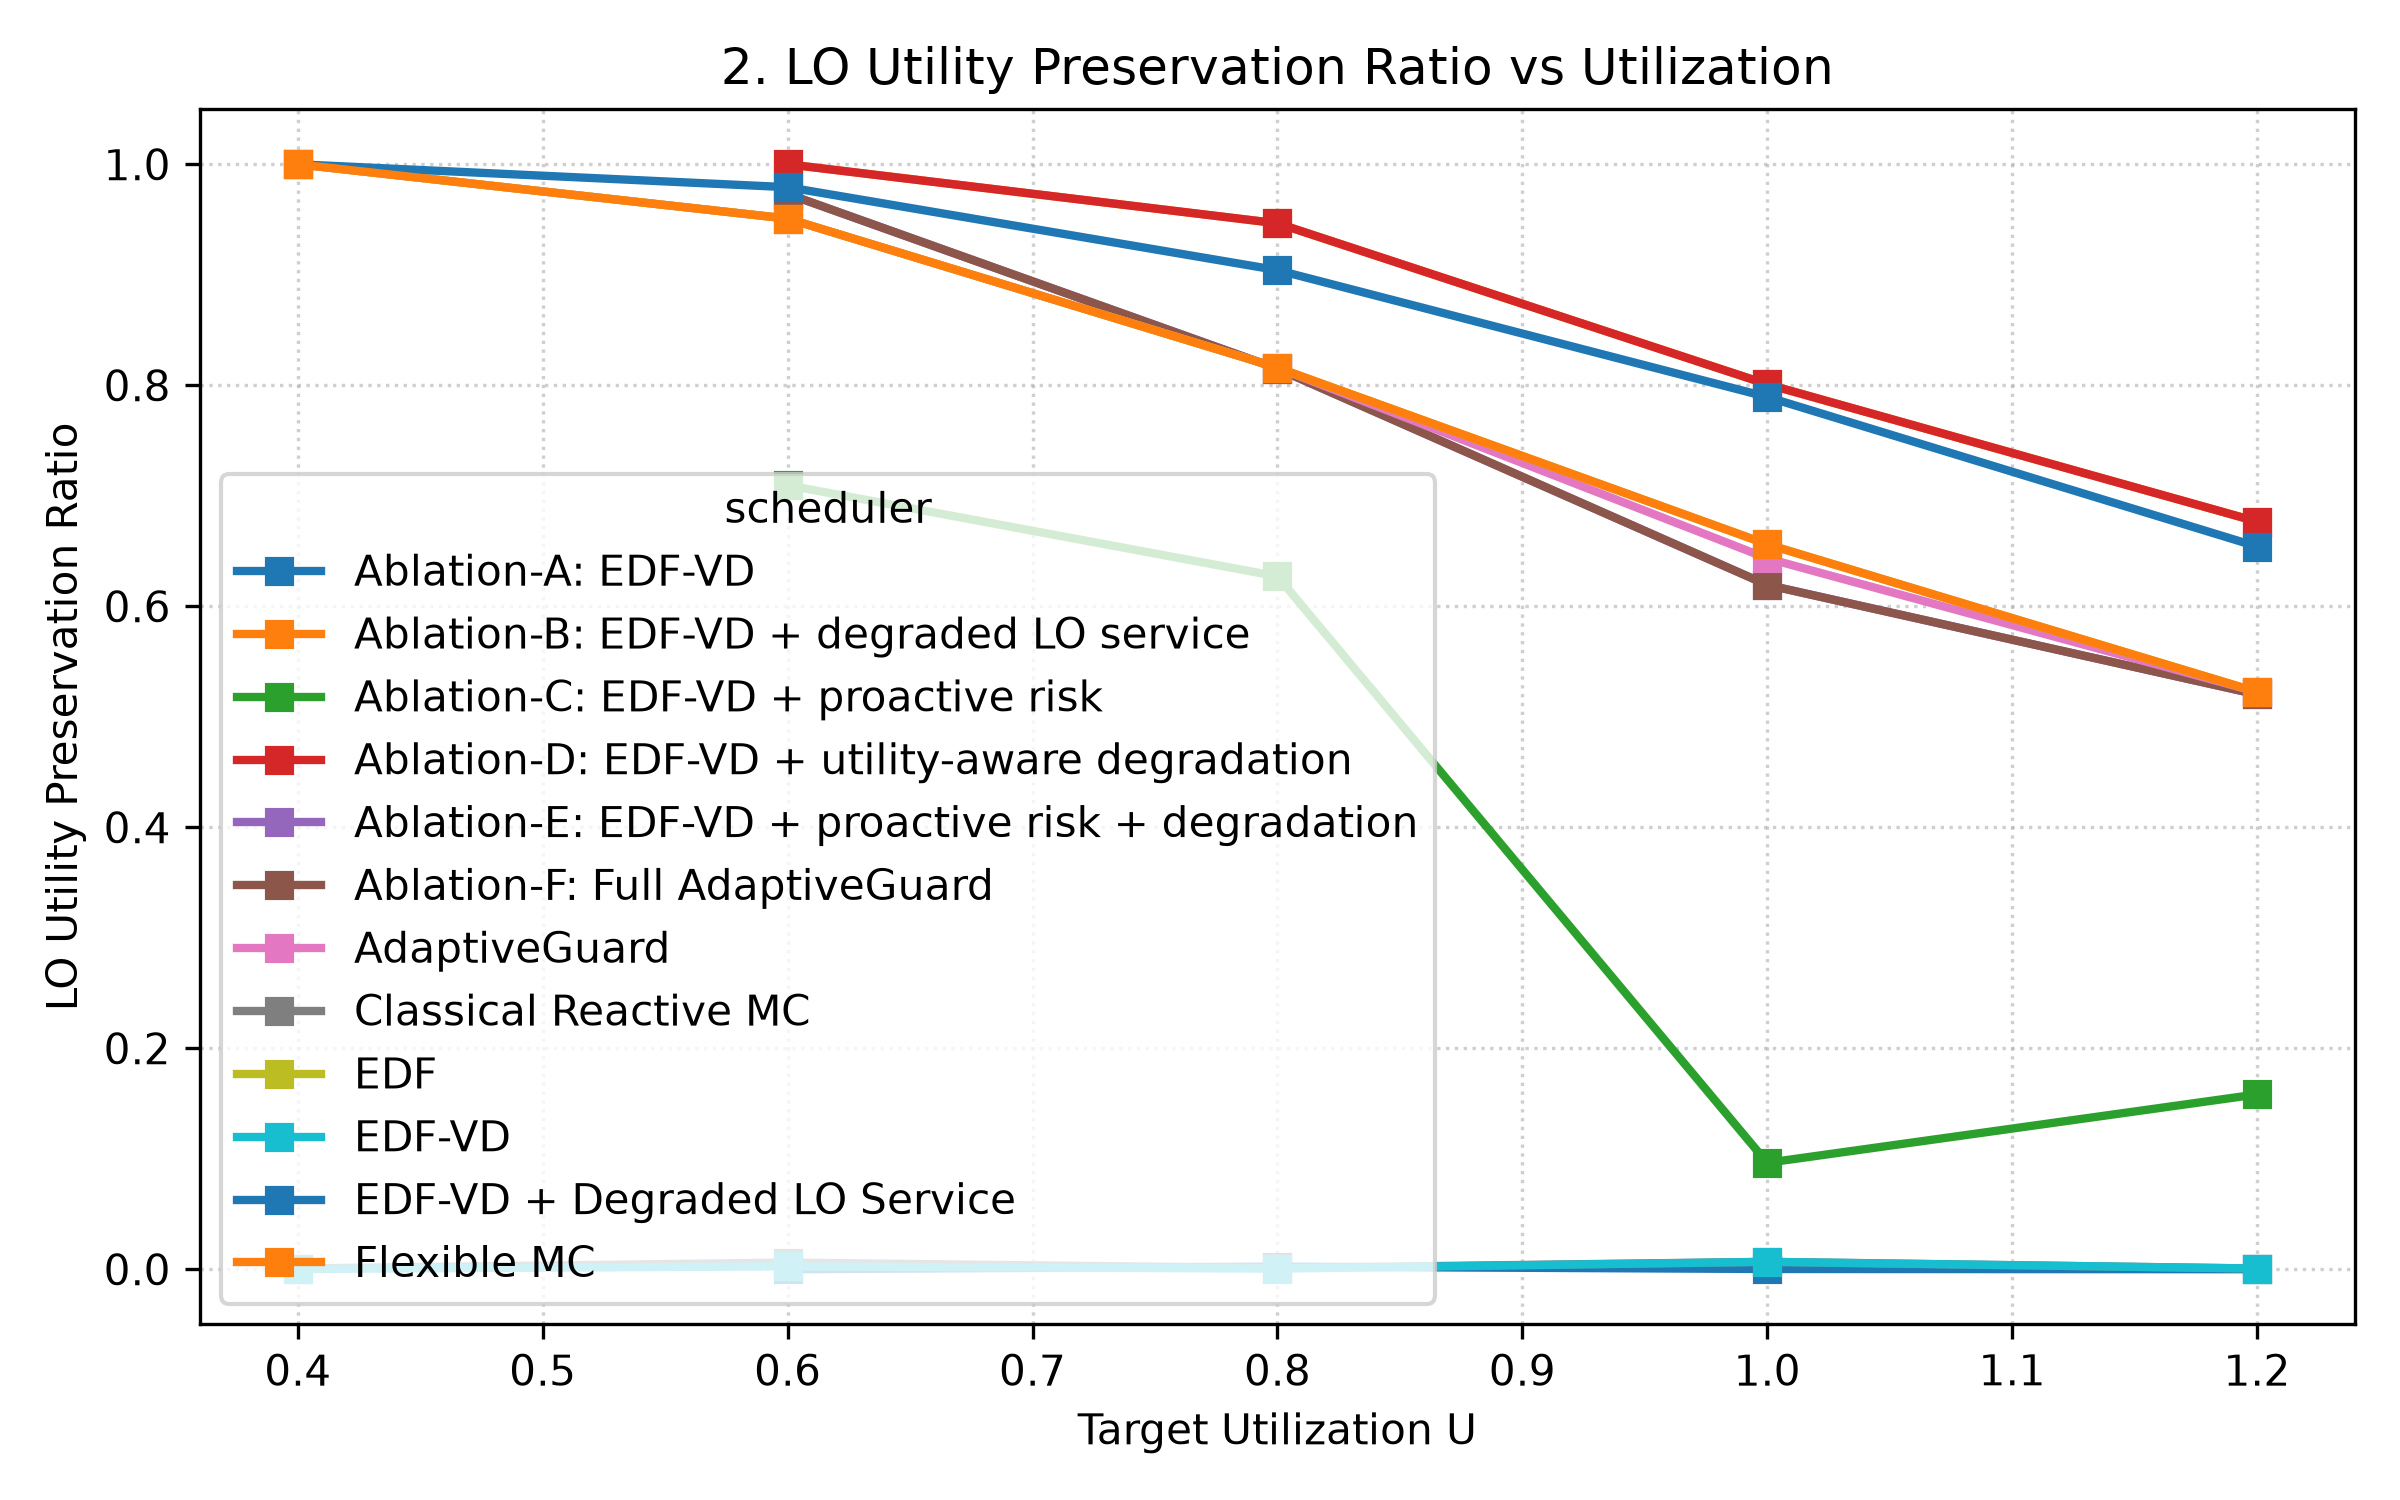 2. LO Utility Preservation Ratio vs Utilization
LO Utility Preservation Ratio
1.0
0.8
0.6
0.4
0.2
0.0
scheduler
Ablation-A: EDF-VD
Ablation-B: EDF-VD + degraded LO service
Ablation-C: EDF-VD + proactive risk
Ablation-D: EDF-VD + utility-aware degradation
Ablation-E: EDF-VD + proactive risk + degradation
Ablation-F: Full AdaptiveGuard
AdaptiveGuard
Classical Reactive MC
EDF
EDF-VD
EDF-VD + Degraded LO Service
Flexible MC
0.4 0.5 0.6 0.7 0.8 0.9 1.0 1.1 1.2
Target Utilization U